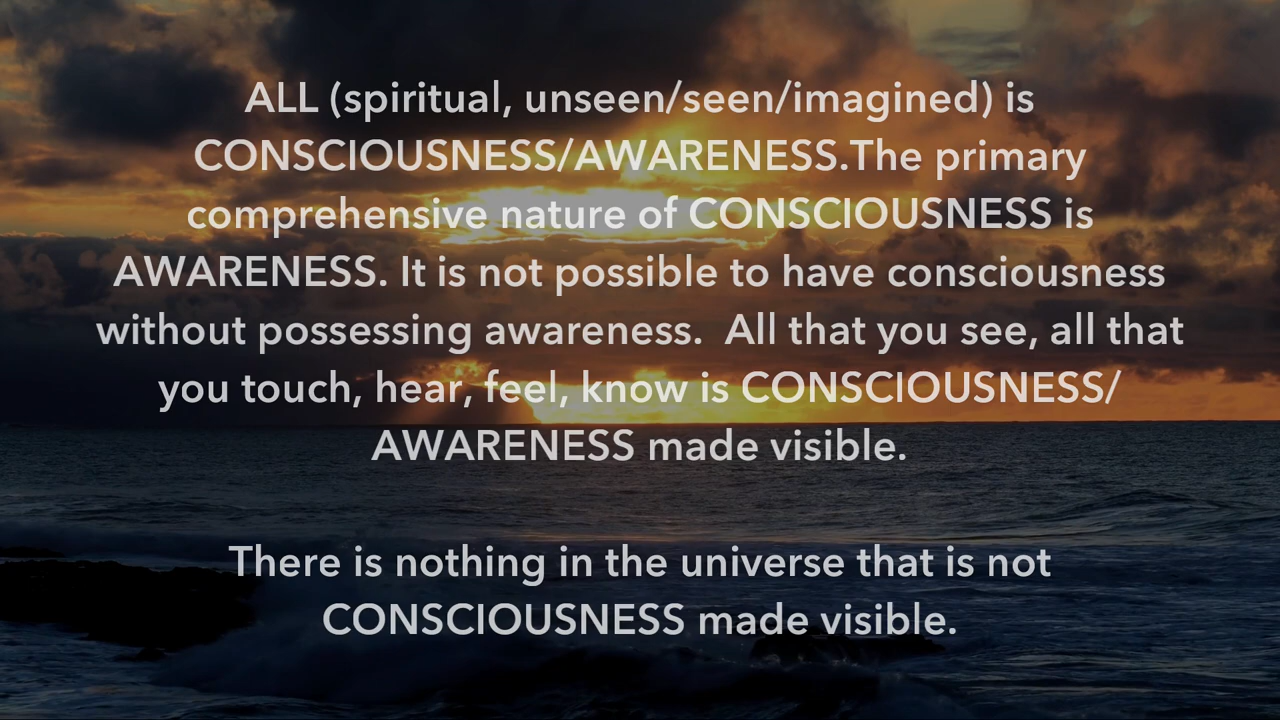 ALL (spiritual, unseen/seen/imagined) is
CONSCIOUSNESS/AWARENESS.The primary
comprehensive nature of CONSCIOUSNESS is
AWARENESS. It is not possible to have consciousness
without possessing awareness.  All that you see, all that
you touch, hear, feel, know is CONSCIOUSNESS/
AWARENESS made visible.
There is nothing in the universe that is not
CONSCIOUSNESS made visible.